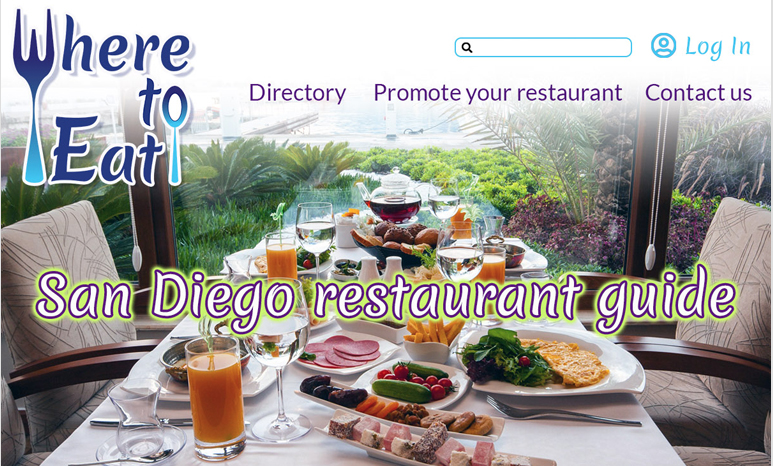 Where
to
Eat
Log In
Directory
Promote your restaurant
Contact us
San Diego restaurant guide